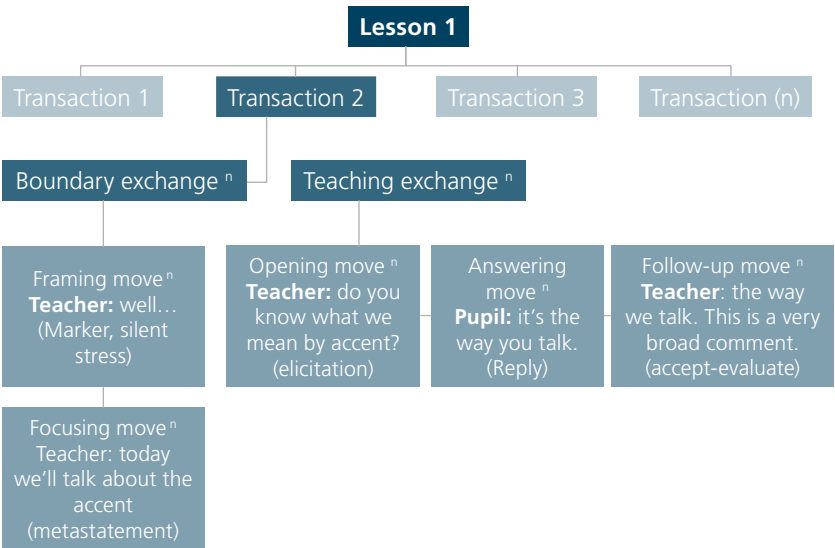 Lesson 1
Transaction 1
Transaction 2
Transaction 3
Transaction (n)
Boundary exchange n
Teaching exchange n
Framing move n
Teacher: well…
(Marker, silent
stress)
Opening move n
Teacher: do you
know what we
mean by accent?
(elicitation)
Answering
move n
Pupil: it's the
way you talk.
(Reply)
Follow-up move n
Teacher: the way
we talk. This is a very
broad comment.
(accept-evaluate)
Focusing move n
Teacher: today
we'll talk about the
accent
(metastatement)